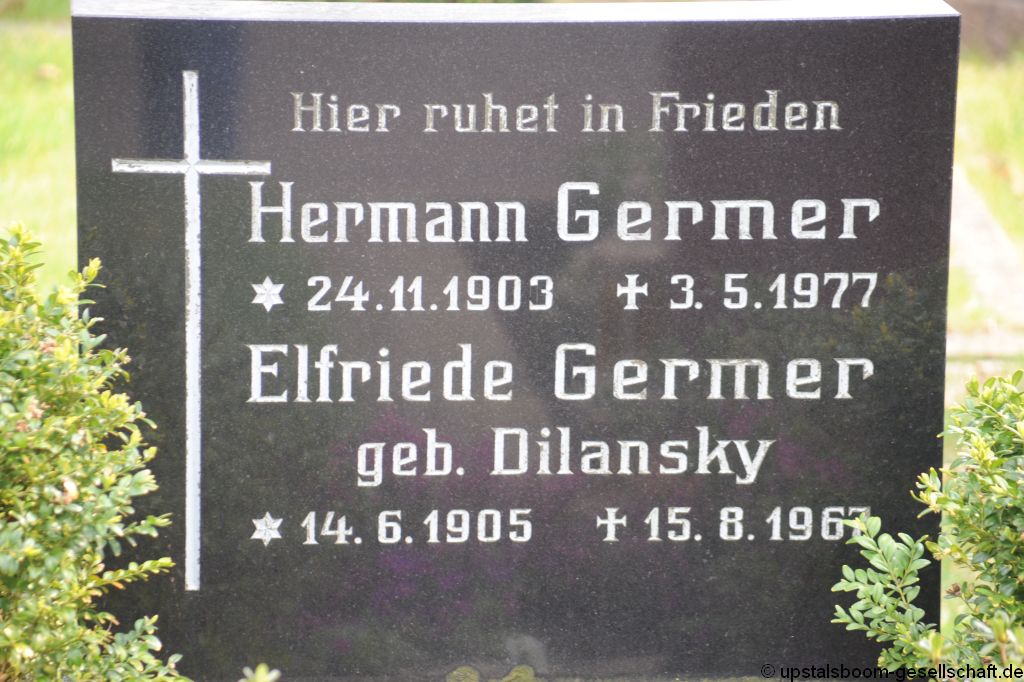 Hier ruhet in Frieden
Hermann Germer
* 24.11.1903 ✝ 3.5.1977
Elfriede Germer
geb. Dilansky
* 14.6.1905 ✝ 15.8.1967
© upstalsboom-gesellschaft.de